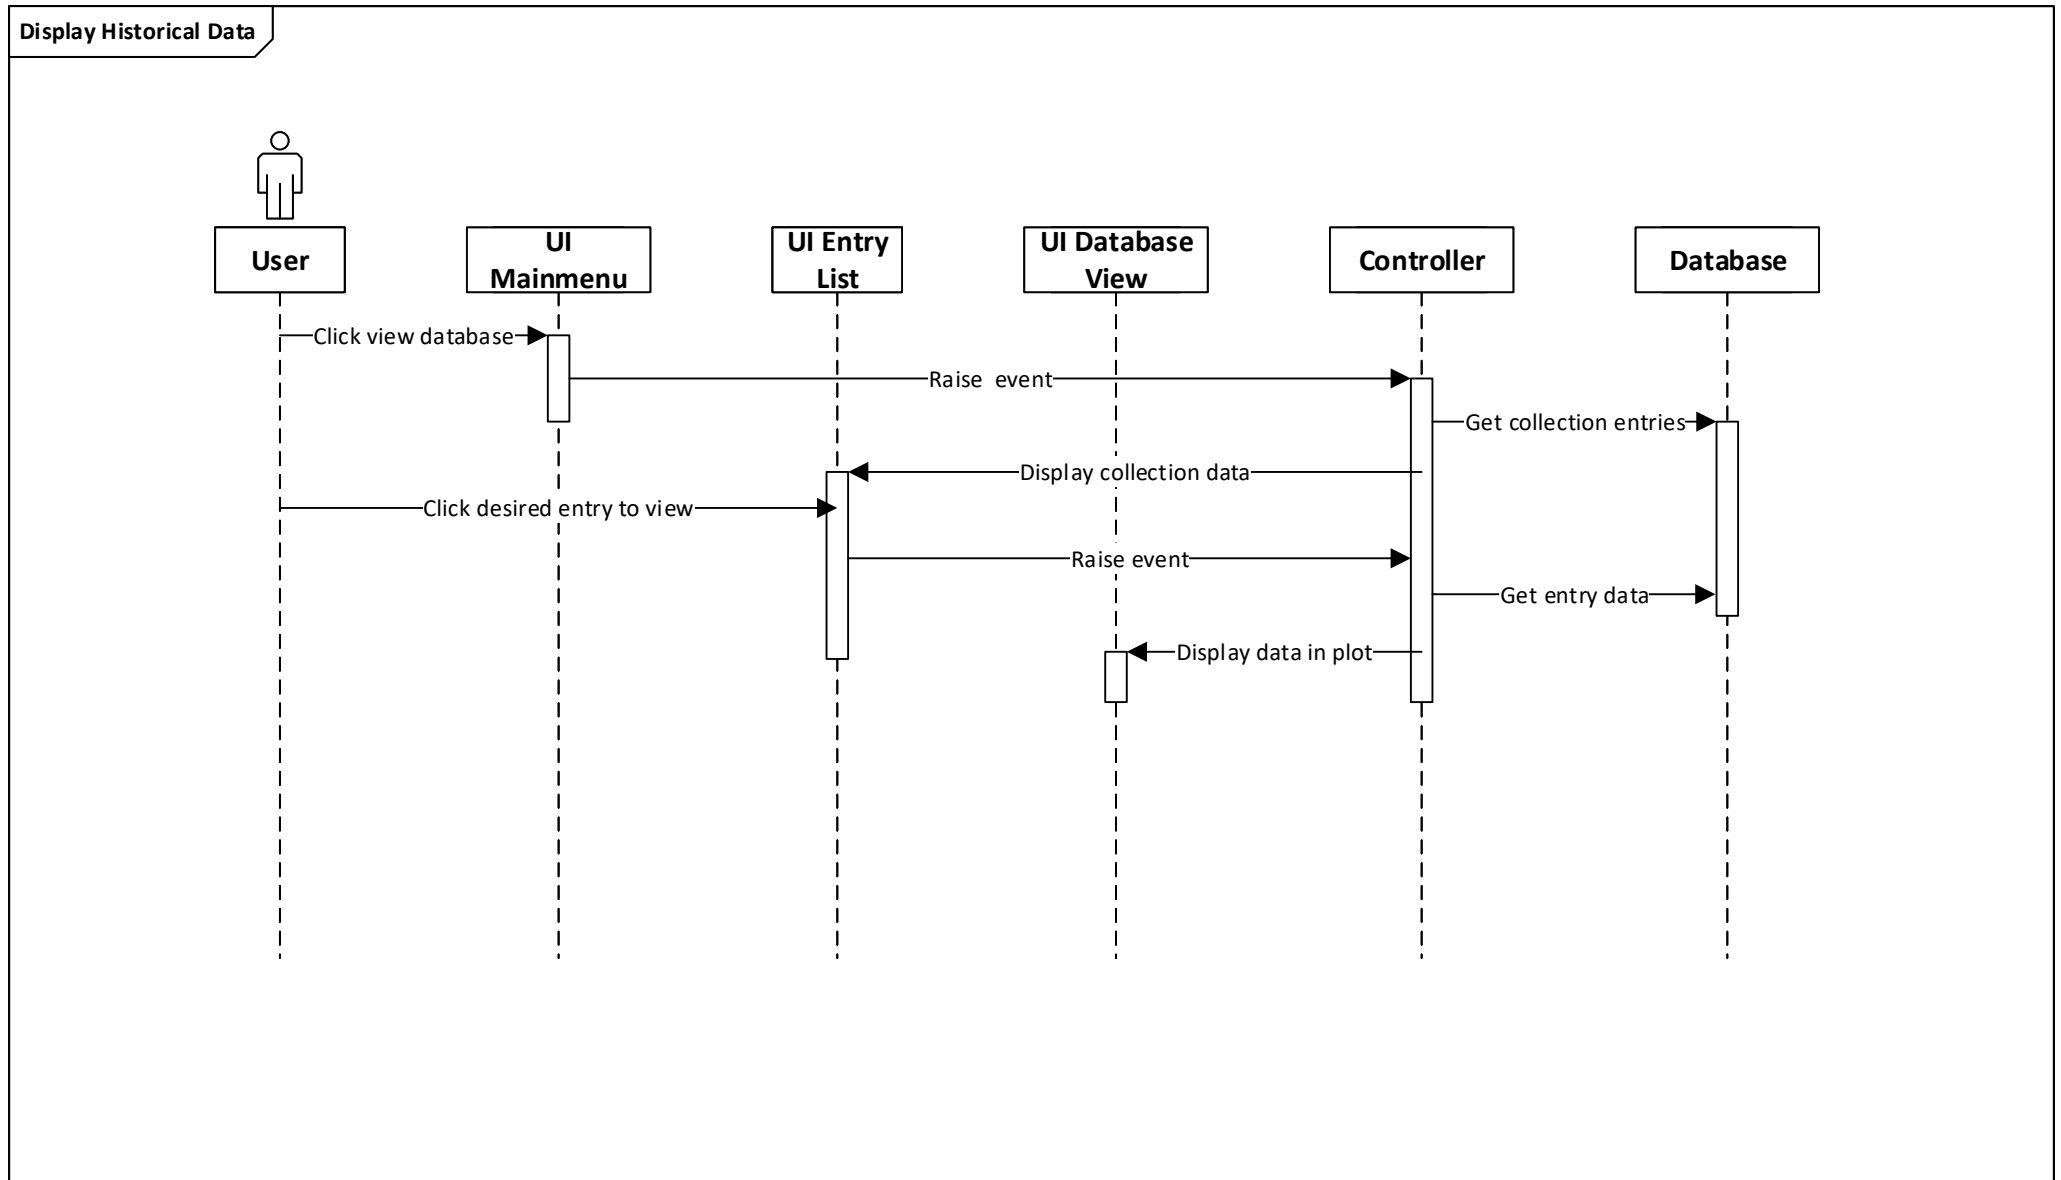 Display Historical Data
User
UI
Mainmenu
UI Entry
List
UI Database
View
Controller
Database
Click view database
Raise  event
Get collection entries
Display collection data
Click desired entry to view
Raise event
Get entry data
Display data in plot